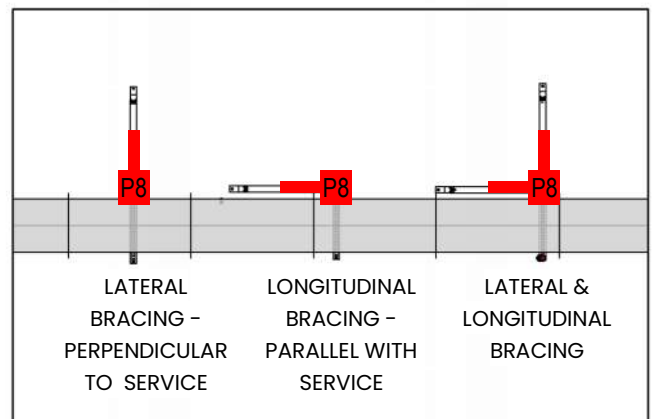 P8
P8
P8
LATERAL
BRACING -
PERPENDICULAR
TO SERVICE
LONGITUDINAL
BRACING -
PARALLEL WITH
SERVICE
LATERAL &
LONGITUDINAL
BRACING